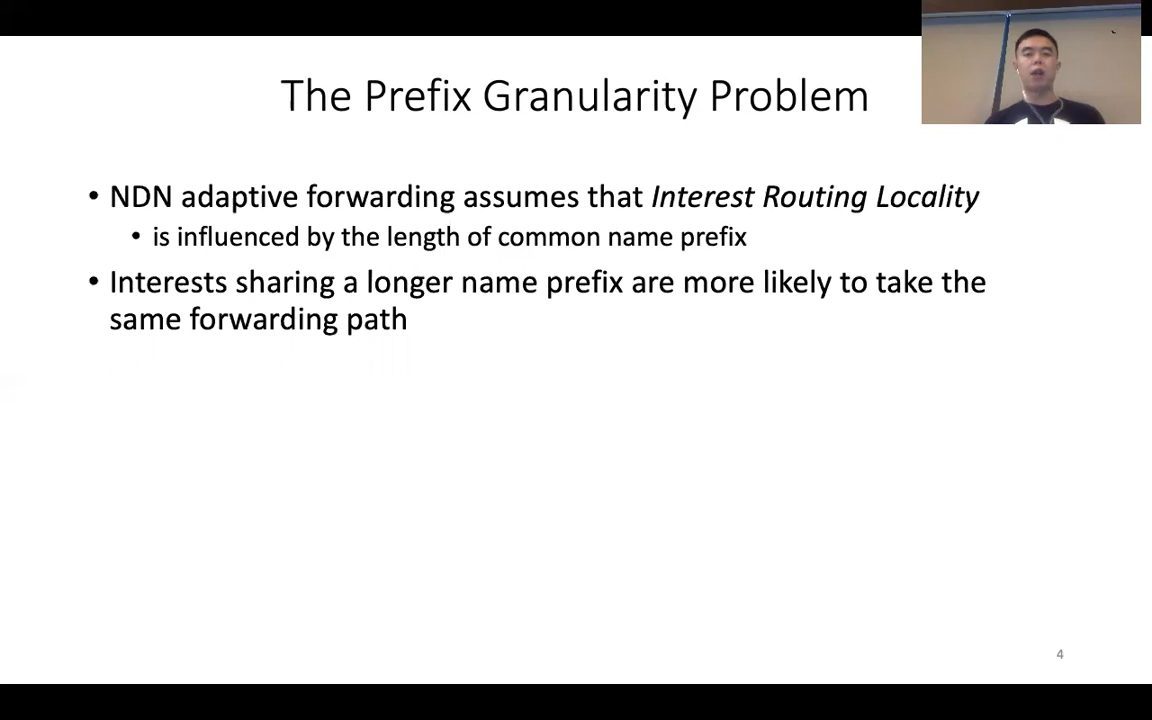 The Prefix Granularity Problem
• NDN adaptive forwarding assumes that Interest Routing Locality
• is influenced by the length of common name prefix
• Interests sharing a longer name prefix are more likely to take the
same forwarding path
4